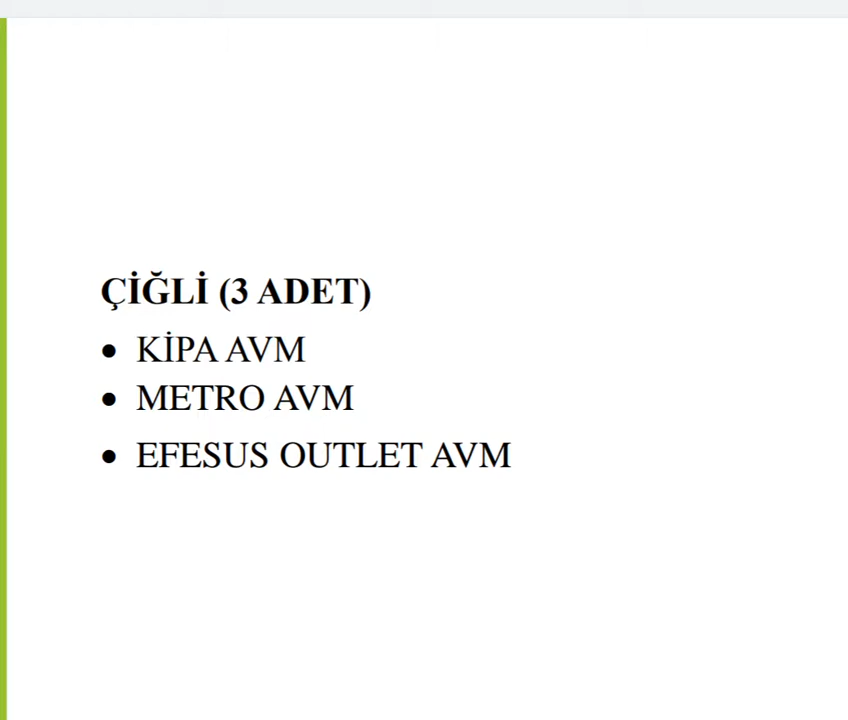 ÇİĞLİ (3 ADET)
• KİPA AVM
• METRO AVM
• EFESUS OUTLET AVM